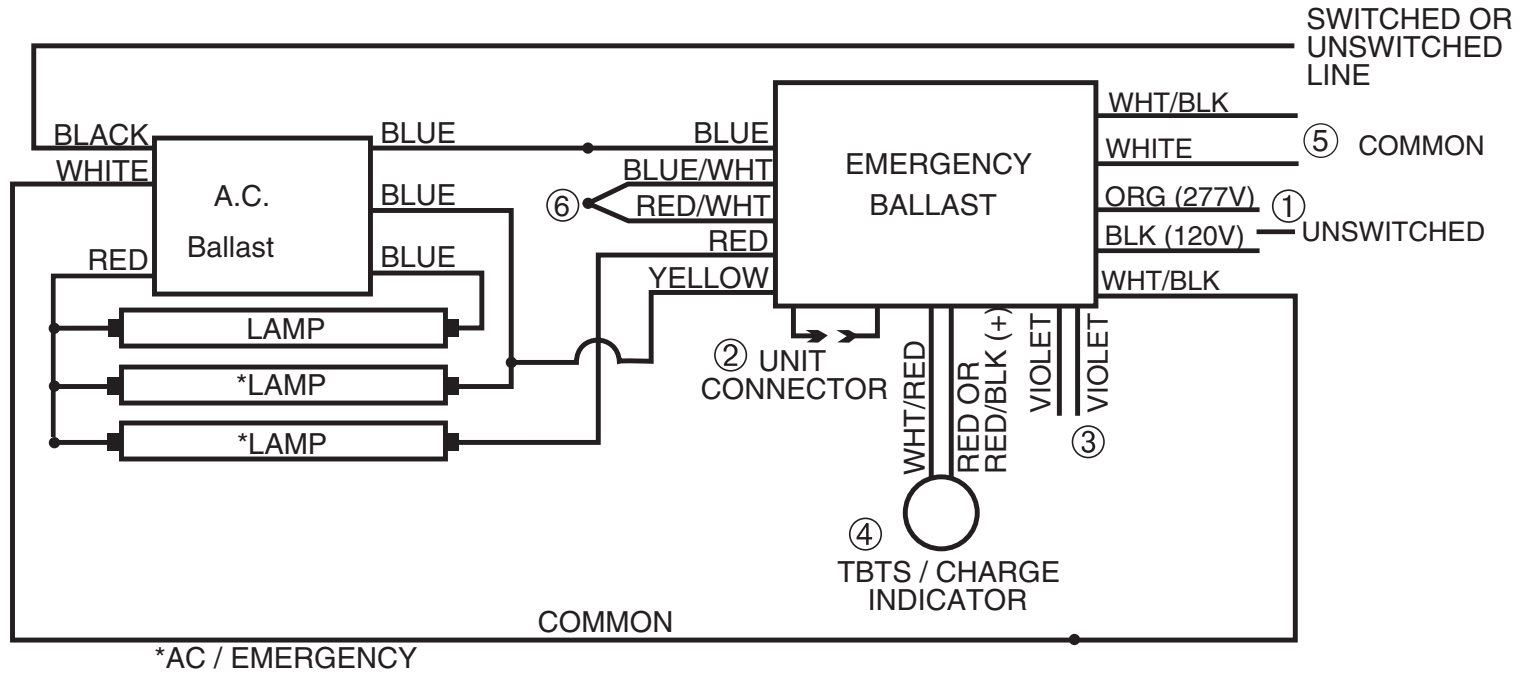 SWITCHED OR
UNSWITCHED
LINE
BLACK
WHITE
RED
A.C.
Ballast
BLUE
BLUE
BLUE
BLUE
BLUE/WHT
⑥
RED/WHT
RED
YELLOW
EMERGENCY
BALLAST
WHT/BLK
WHITE
⑤ COMMON
ORG (277V)
①
UNSWITCHED
BLK (120V)
WHT/BLK
LAMP
*LAMP
*LAMP
② UNIT
CONNECTOR
WHT/RED
RED OR
RED/BLK (+)
VIOLET
VIOLET
③
④
TBTS / CHARGE
INDICATOR
COMMON
*AC / EMERGENCY